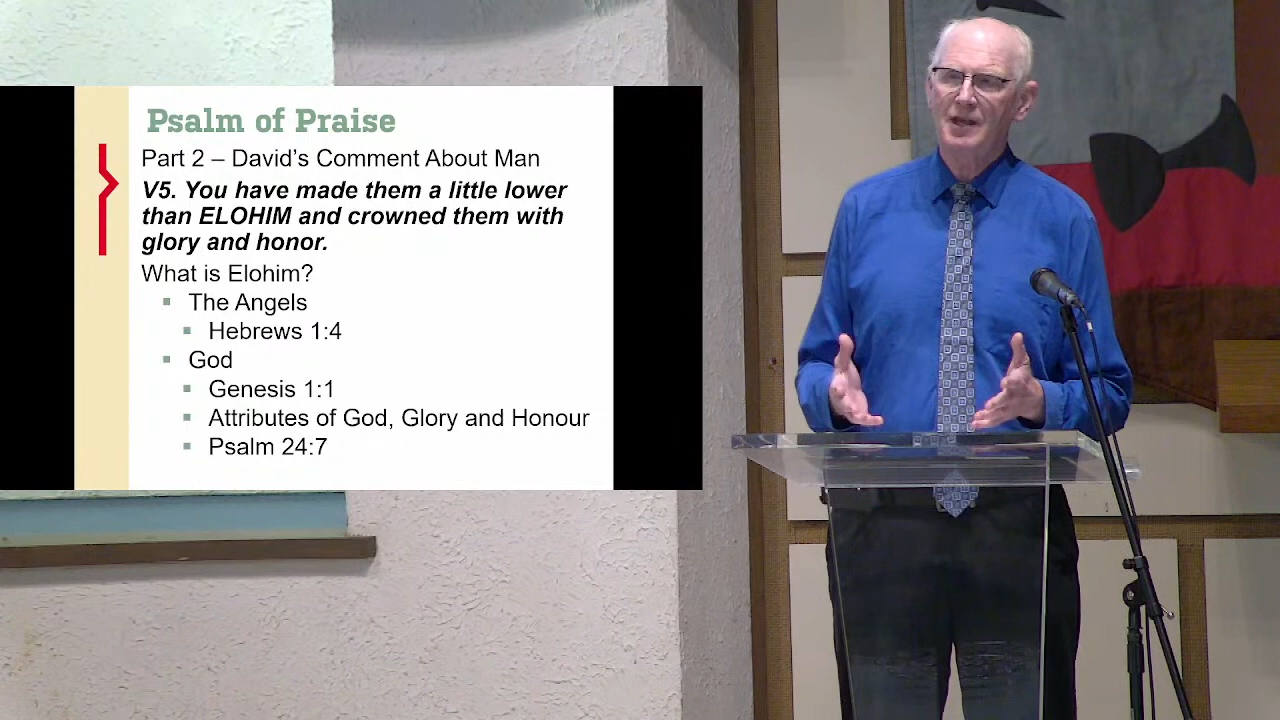 Psalm of Praise
Part 2 – David's Comment About Man
V5. You have made them a little lower
than ELOHIM and crowned them with
glory and honor.
What is Elohim?
The Angels
Hebrews 1:4
God
Genesis 1:1
Attributes of God, Glory and Honour
Psalm 24:7